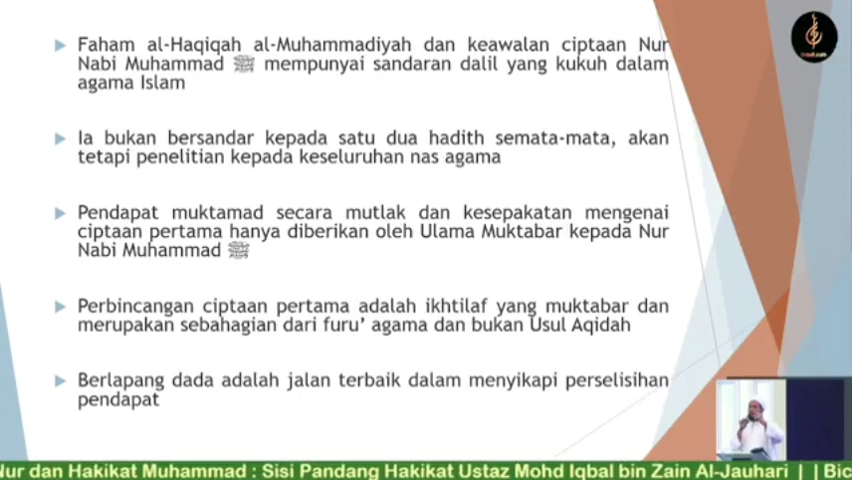 Faham al-Haqiqah al-Muhammadiyah dan keawalan ciptaan Nur
Nabi Muhammad ﷺ mempunyai sandaran dalil yang kukuh dalam
agama Islam
Ia bukan bersandar kepada satu dua hadith semata-mata, akan
tetapi penelitian kepada keseluruhan nas agama
Pendapat muktamad secara mutlak dan kesepakatan mengenai
ciptaan pertama hanya diberikan oleh Ulama Muktabar kepada Nur
Nabi Muhammad ﷺ
Perbincangan ciptaan pertama adalah ikhtilaf yang muktabar dan
merupakan sebahagian dari furu’ agama dan bukan Usul Aqidah
Berlapang dada adalah jalan terbaik dalam menyikapi perselisihan
pendapat
Nur dan Hakikat Muhammad : Sisi Pandang Hakikat Ustaz Mohd Iqbal bin Zain Al-Jauhari | | Bic